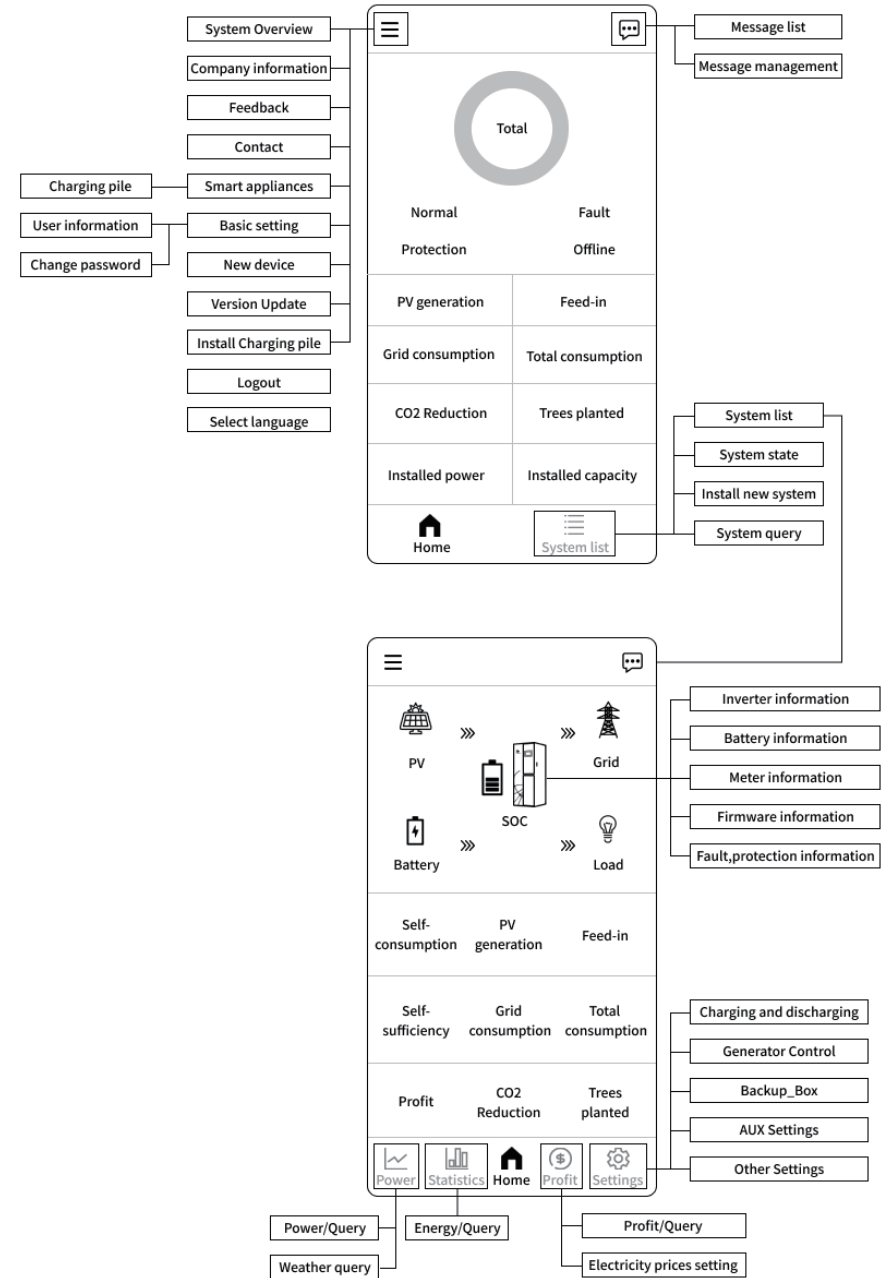 System Overview
Company information
Feedback
Contact
Charging pile
Smart appliances
User information
Basic setting
Change password
New device
Version Update
Install Charging pile
Logout
Select language
Message list
Message management
Total
Normal
Fault
Protection
Offline
PV generation
Feed-in
Grid consumption
Total consumption
CO2 Reduction
Trees planted
Installed power
Installed capacity
Home
System list
System list
System state
Install new system
System query
PV
Grid
SOC
Battery
Load
Inverter information
Battery information
Meter information
Firmware information
Fault,protection information
Self-
consumption
PV
generation
Feed-in
Self-
sufficiency
Grid
consumption
Total
consumption
Profit
CO2
Reduction
Trees
planted
Power
Statistics
Home
Profit
Settings
Charging and discharging
Generator Control
Backup_Box
AUX Settings
Other Settings
Power/Query
Weather query
Energy/Query
Profit/Query
Electricity prices setting